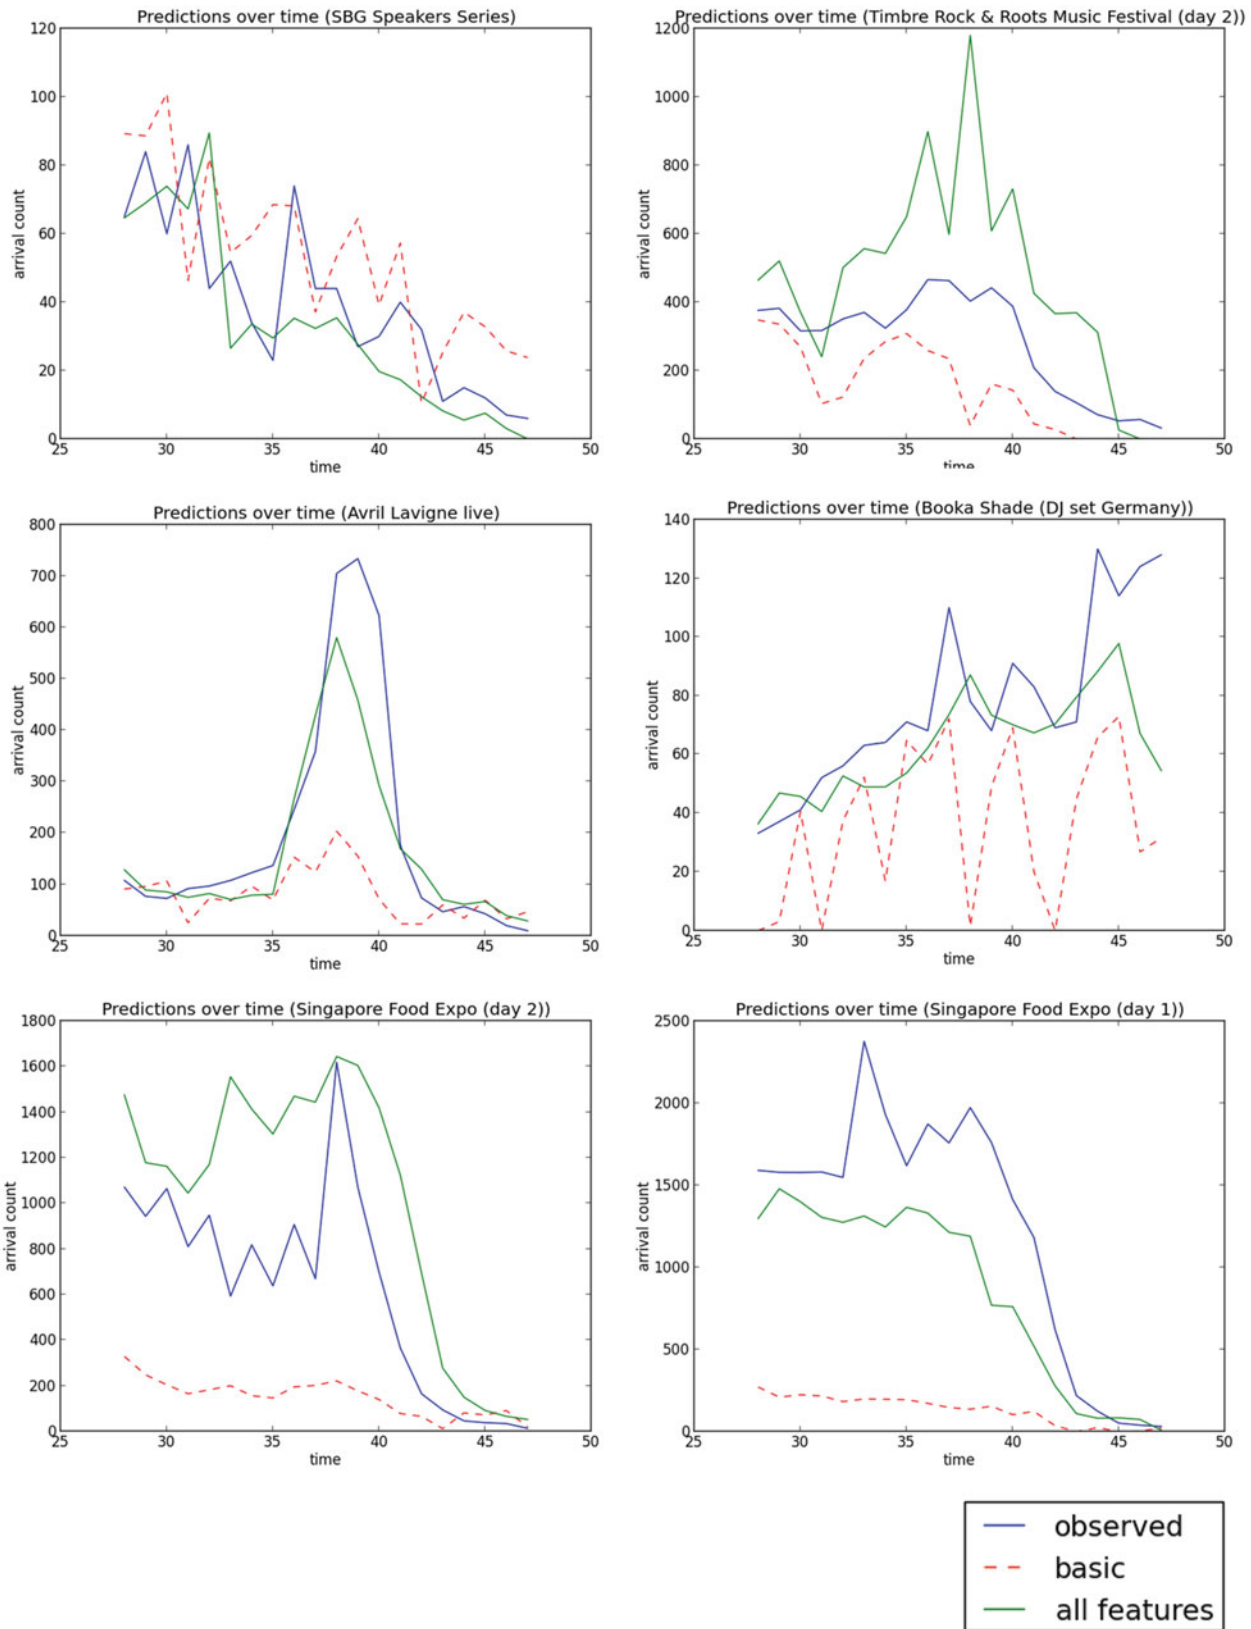 Predictions over time (SBG Speakers Series)
120
100
80
60
40
20
0
arrival count
25 30 35 40 45 50
time
Predictions over time (Timbre Rock & Roots Music Festival (day 2))
1200
1000
800
600
400
200
0
arrival count
25 30 35 40 45 50
time
Predictions over time (Avril Lavigne live)
800
700
600
500
400
300
200
100
0
arrival count
25 30 35 40 45 50
time
Predictions over time (Booka Shade (DJ set Germany))
140
120
100
80
60
40
20
0
arrival count
25 30 35 40 45 50
time
Predictions over time (Singapore Food Expo (day 2))
1800
1600
1400
1200
1000
800
600
400
200
0
arrival count
25 30 35 40 45 50
time
Predictions over time (Singapore Food Expo (day 1))
2500
2000
1500
1000
500
0
arrival count
25 30 35 40 45 50
time
observed
basic
all features